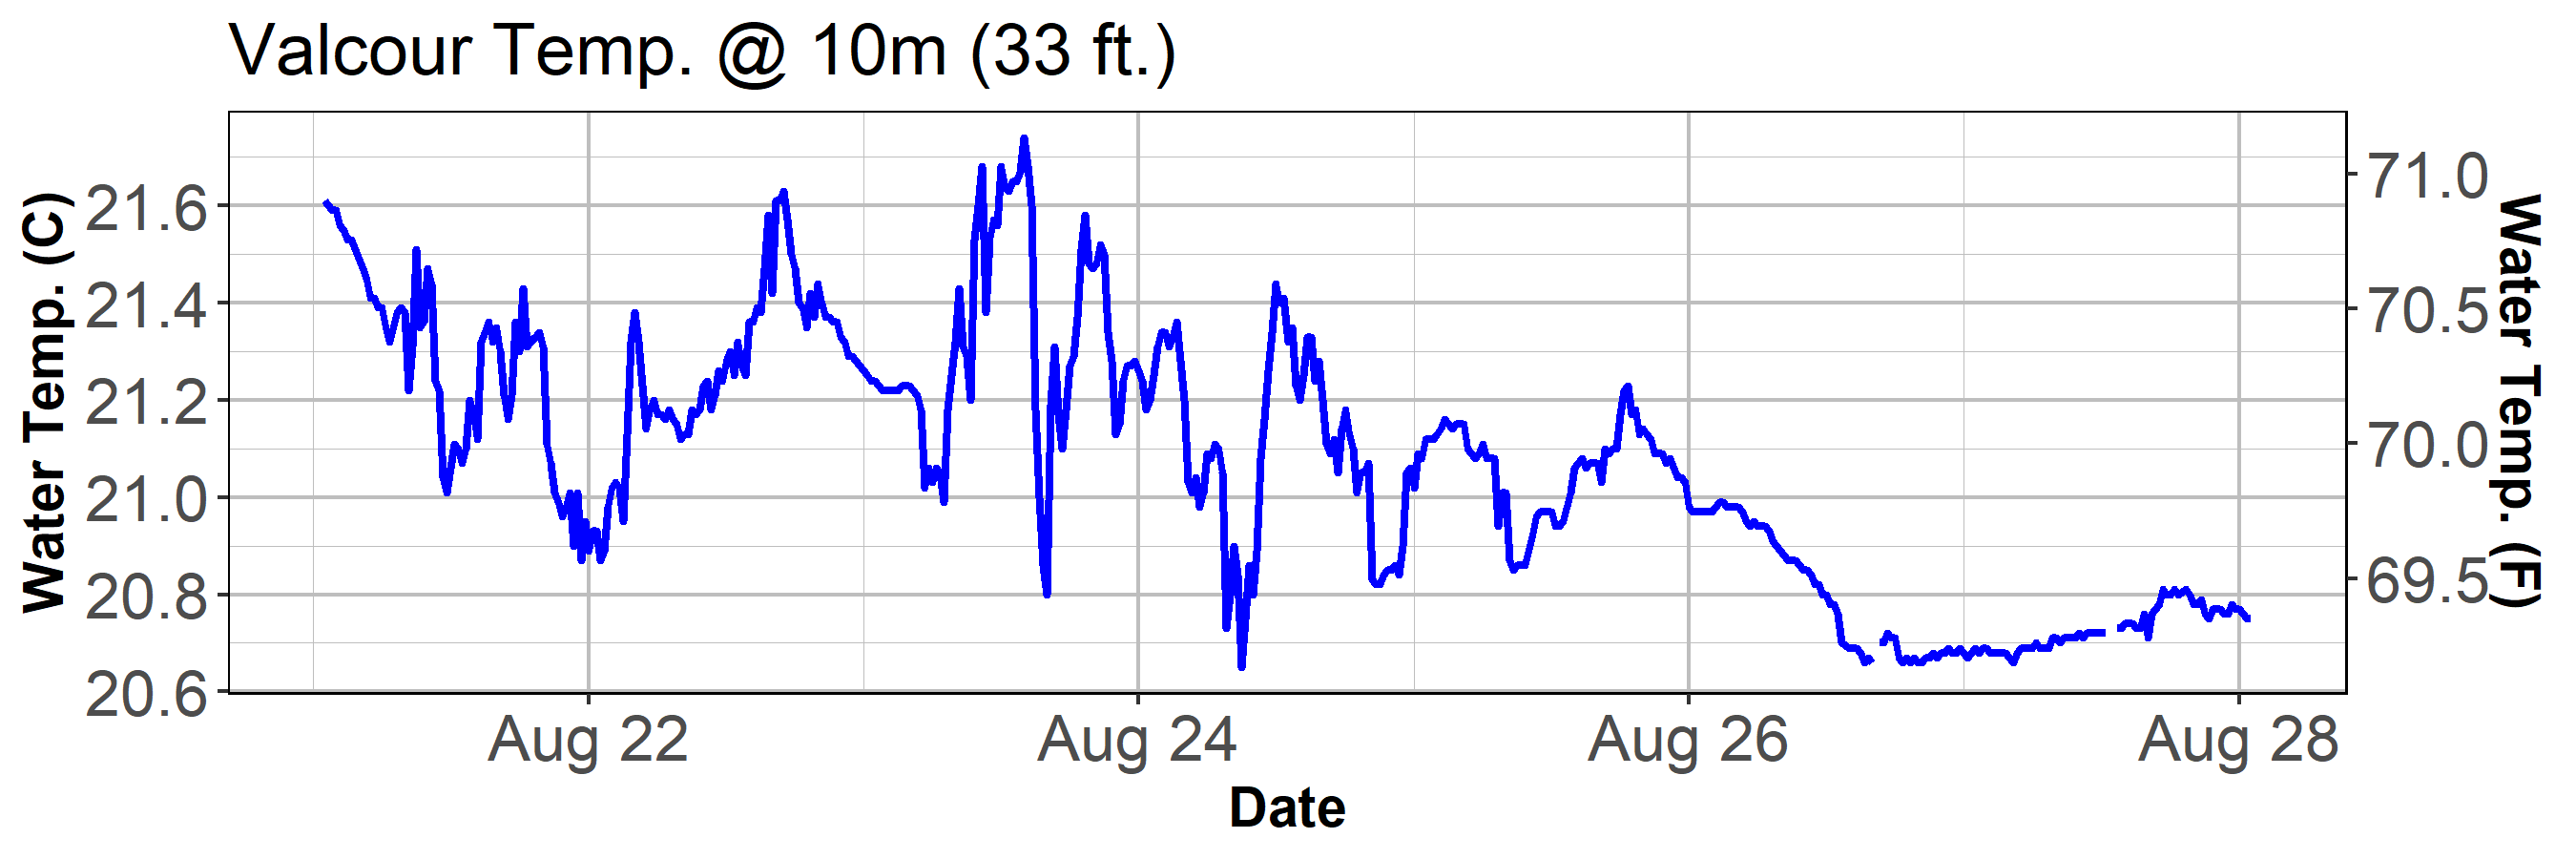 Valcour Temp. @ 10m (33 ft.)
Water Temp. (C)
21.6
21.4
21.2
21.0
20.8
20.6
71.0
70.5
70.0
69.5
Water Temp. (F)
Aug 22
Aug 24
Aug 26
Aug 28
Date